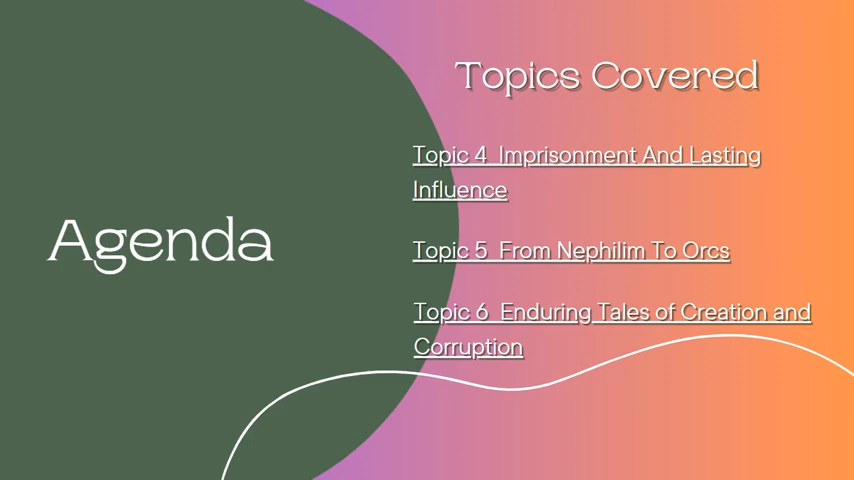 Agenda
Topics Covered
Topic 4  Imprisonment And Lasting
Influence
Topic 5  From Nephilim To Orcs
Topic 6  Enduring Tales of Creation and
Corruption